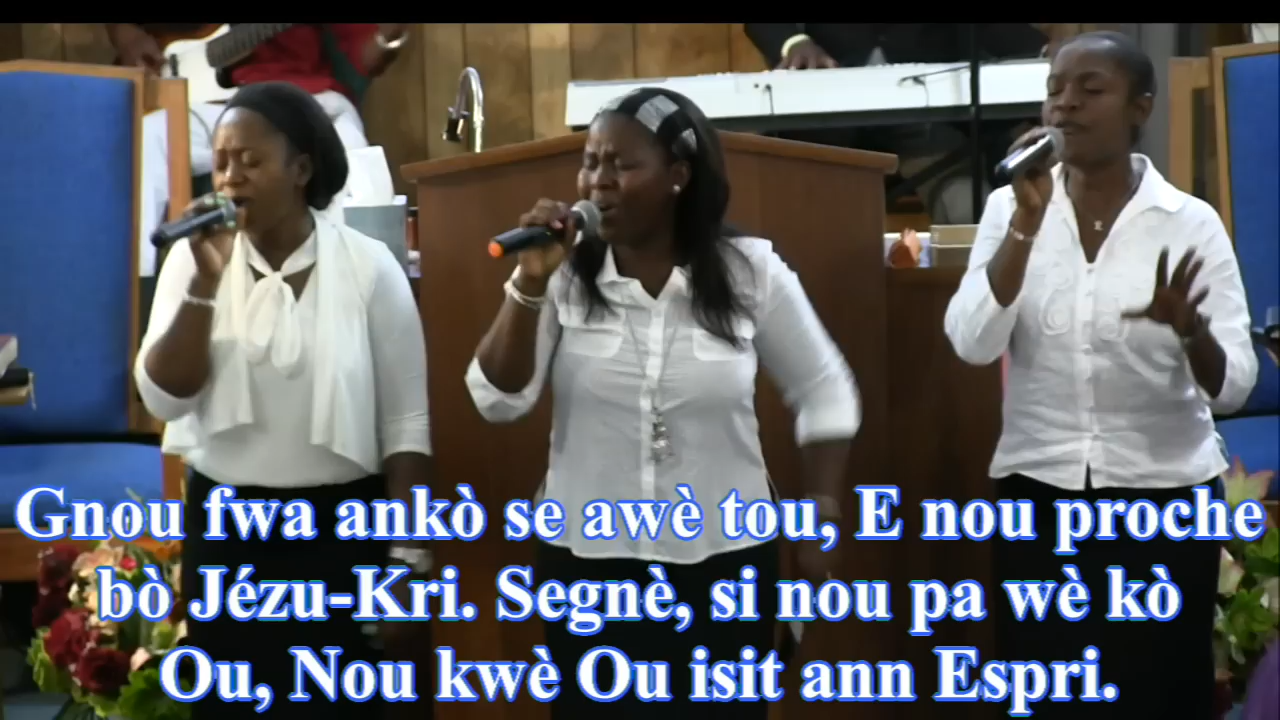 Gnou fwa ankò se awè tou, E nou proche
bò Jézu-Kri. Segnè, si nou pa wè kò
Ou, Nou kwè Ou isit ann Espri.